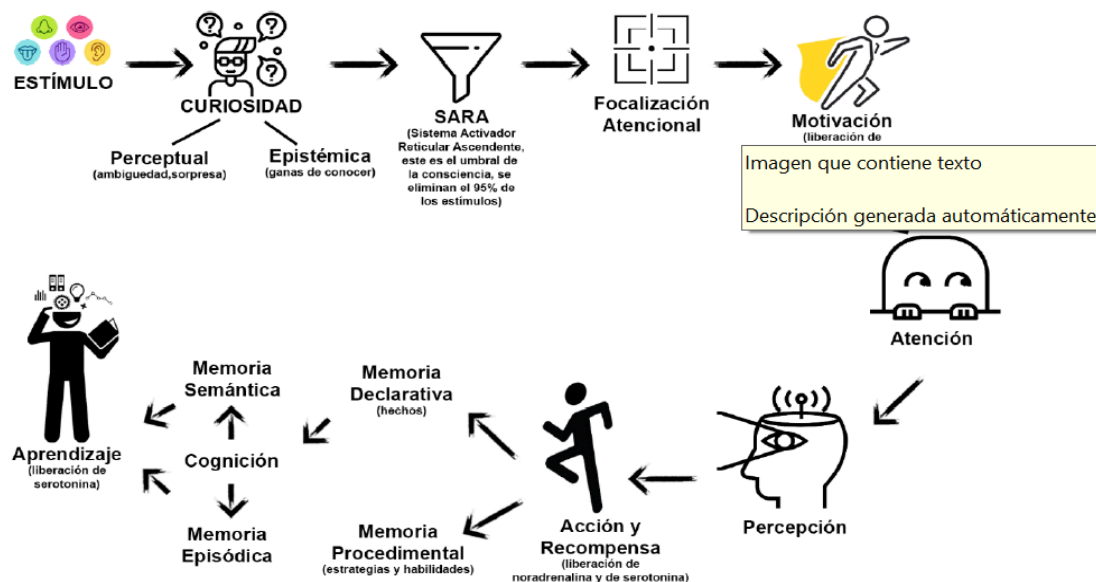 ESTÍMULO
CURIOSIDAD
Perceptual
(ambiguedad,sorpresa)
Epistémica
(ganas de conocer)
SARA
(Sistema Activador
Reticular Ascendente,
este es el umbral de
la consciencia, se
eliminan el 95% de
los estímulos)
Focalización
Atencional
Motivación
(liberación de
Imagen que contiene texto
Descripción generada automáticamente
Atención
Percepción
Acción y
Recompensa
(liberación de
noradrenalina y de serotonina)
Memoria
Declarativa
(hechos)
Memoria
Procedimental
(estrategias y habilidades)
Memoria
Semántica
Cognición
Memoria
Episódica
Aprendizaje
(liberación de
serotonina)